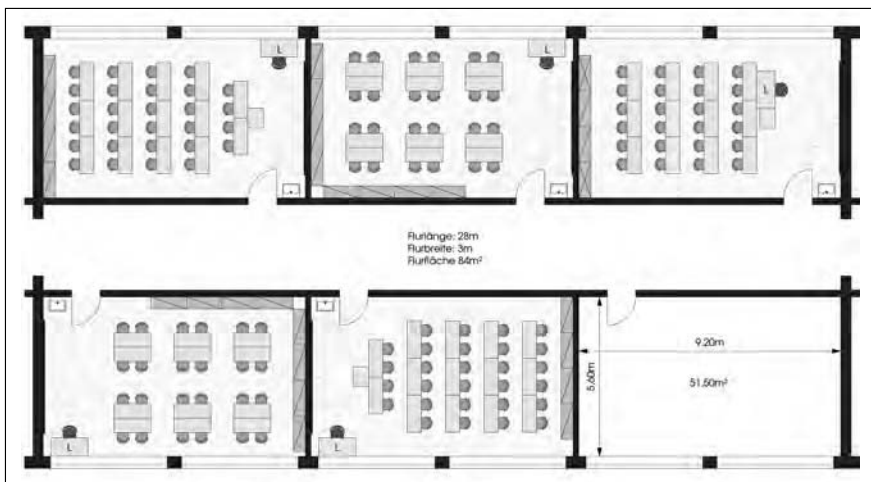 L
L
L
Flurlänge: 28m
Flurbreite: 3m
Flurfläche 84m²
9.20m
5.60m
51.50m²
L
L